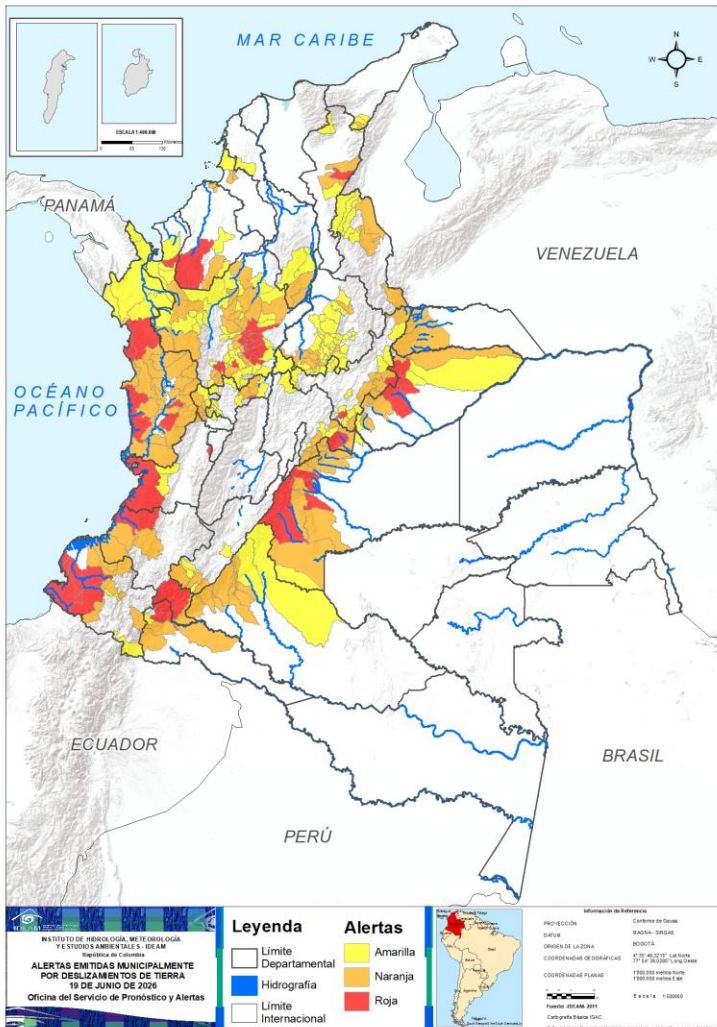 MAR CARIBE
N
W
E
S
ESCALA 1:400.000
PANAMÁ
VENEZUELA
OCÉANO
PACÍFICO
ECUADOR
BRASIL
PERÚ
IDEAM
INSTITUTO DE HIDROLOGÍA, METEOROLOGÍA
Y ESTUDIOS AMBIENTALES - IDEAM
República de Colombia
ALERTAS EMITIDAS MUNICIPALMENTE
POR DESLIZAMIENTOS DE TIERRA
19 DE JUNIO DE 2026
Oficina del Servicio de Pronóstico y Alertas
Leyenda
Límite
Departamental
Hidrografía
Límite
Internacional
Alertas
Amarilla
Naranja
Roja
Información de Referencia
PROYECCIÓN Conforme de Gauss
DATUM MAGNA - SIRGAS
ORIGEN DE LA ZONA BOGOTÁ
COORDENADAS GEOGRÁFICAS
COORDENADAS PLANAS
Fuente: IDEAM 2011
Cartografía Básica IGAC